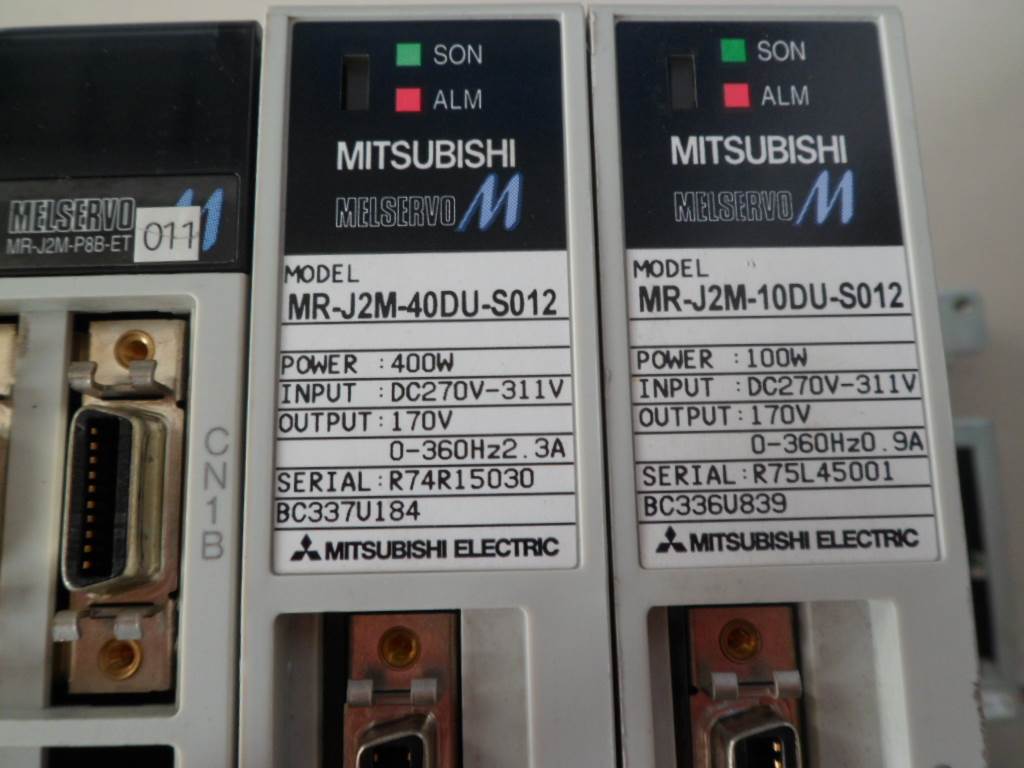 MELSERVO
MR-J2M-P8B-ET
011
CN1B
SON
ALM
MITSUBISHI
MELSERVO M
MODEL
MR-J2M-40DU-S012
POWER :400W
INPUT :DC270V-311V
OUTPUT:170V
0-360Hz2.3A
SERIAL:R74R15030
BC337U184
MITSUBISHI ELECTRIC
SON
ALM
MITSUBISHI
MELSERVO M
MODEL
MR-J2M-10DU-S012
POWER :100W
INPUT :DC270V-311V
OUTPUT:170V
0-360Hz0.9A
SERIAL:R75L45001
BC336U839
MITSUBISHI ELECTRIC